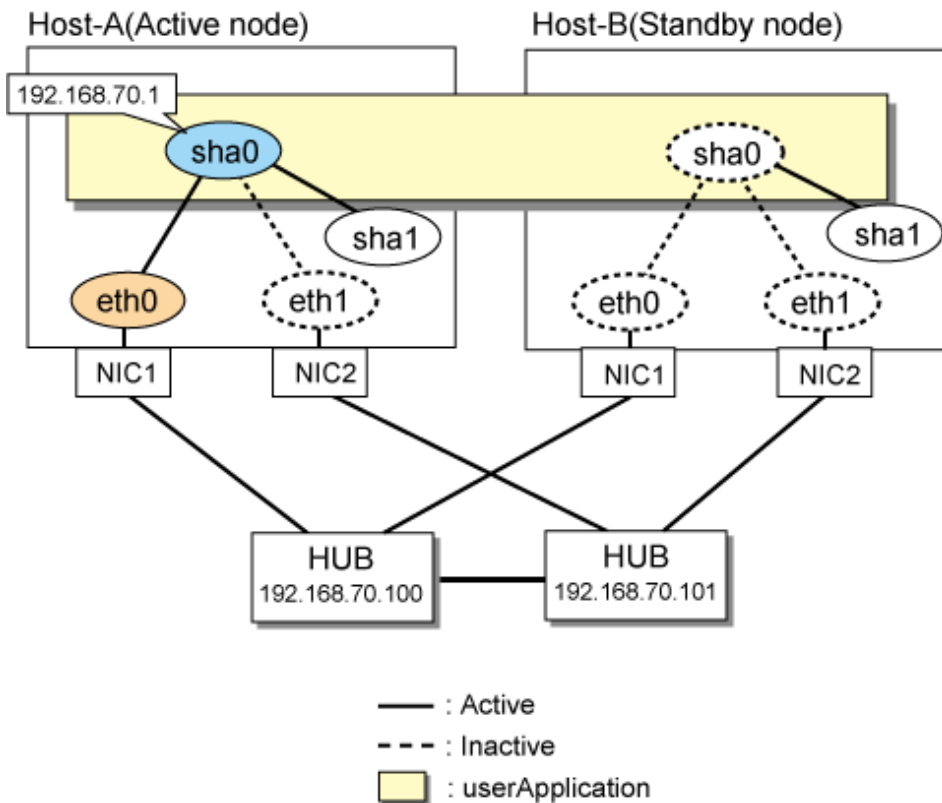 Host-A(Active node)
Host-B(Standby node)
192.168.70.1
sha0
sha0
sha1
sha1
eth0
eth1
eth0
eth1
NIC1
NIC2
NIC1
NIC2
HUB
192.168.70.100
HUB
192.168.70.101
: Active
: Inactive
: userApplication